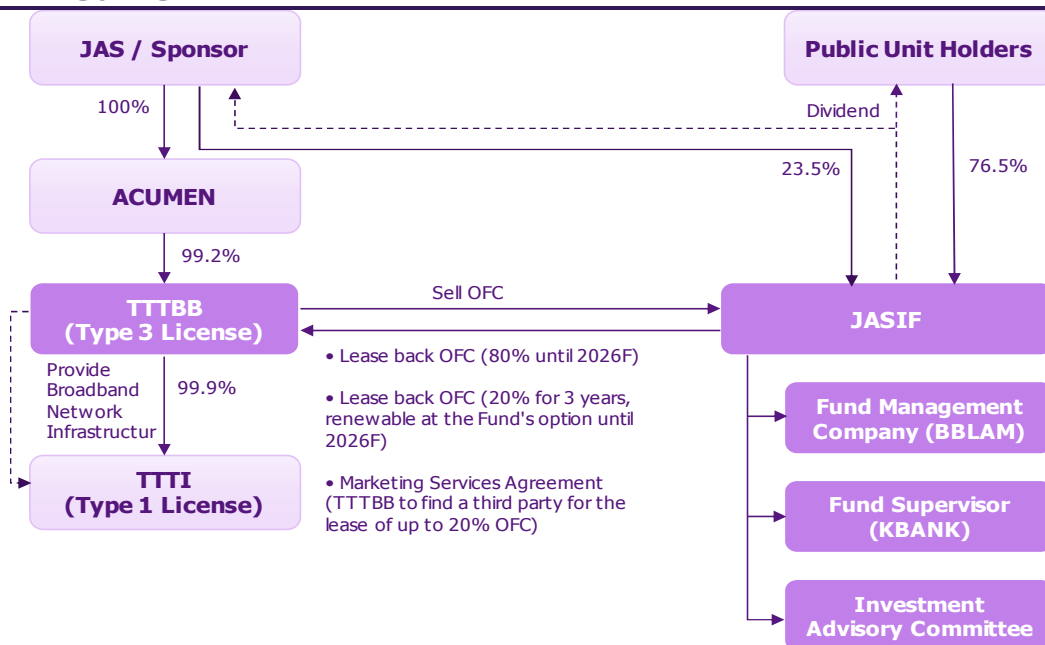 JAS / Sponsor
Public Unit Holders
100%
Dividend
23.5%
76.5%
ACUMEN
99.2%
Sell OFC
TTTBB
(Type 3 License)
JASIF
Provide
Broadband
Network
Infrastructur
99.9%
• Lease back OFC (80% until 2026F)
• Lease back OFC (20% for 3 years,
renewable at the Fund's option until
2026F)
• Marketing Services Agreement
(TTTBB to find a third party for the
lease of up to 20% OFC)
TTTI
(Type 1 License)
Fund Management
Company (BBLAM)
Fund Supervisor
(KBANK)
Investment
Advisory Committee